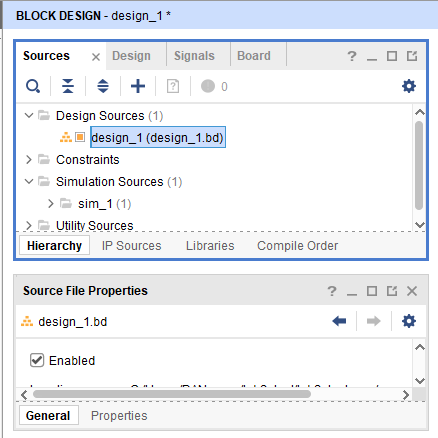 BLOCK DESIGN - design_1 *
Sources × Design Signals Board ?
0
Design Sources (1)
design_1 (design_1.bd)
Constraints
Simulation Sources (1)
sim_1 (1)
Utility Sources
Hierarchy IP Sources Libraries Compile Order
Source File Properties ?
design_1.bd
Enabled
General Properties